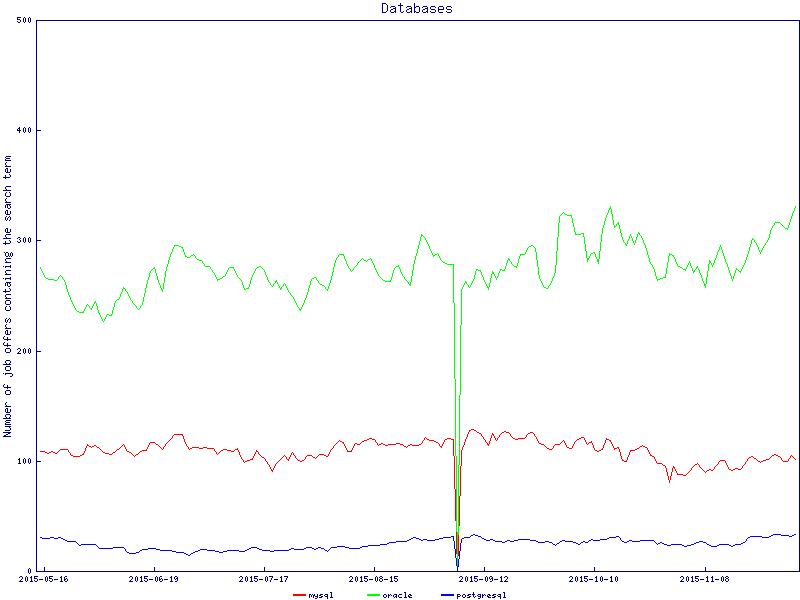 Databases
Number of job offers containing the search term
500
400
300
200
100
0
2015-05-16 2015-06-19 2015-07-17 2015-08-15 2015-09-12 2015-10-10 2015-11-08
mysql oracle postgresql